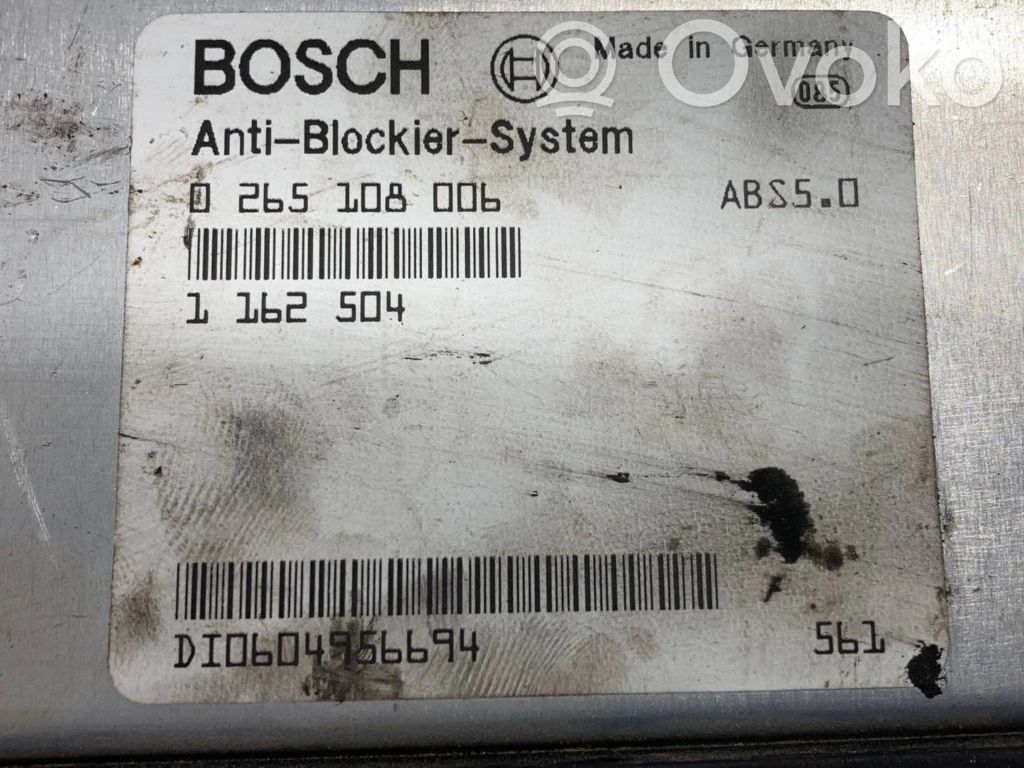 BOSCH Made in Germany
Ovoko
085
Anti-Blockier-System
0 265 108 006 ABS5.0
1 162 504
DI0604956694 561